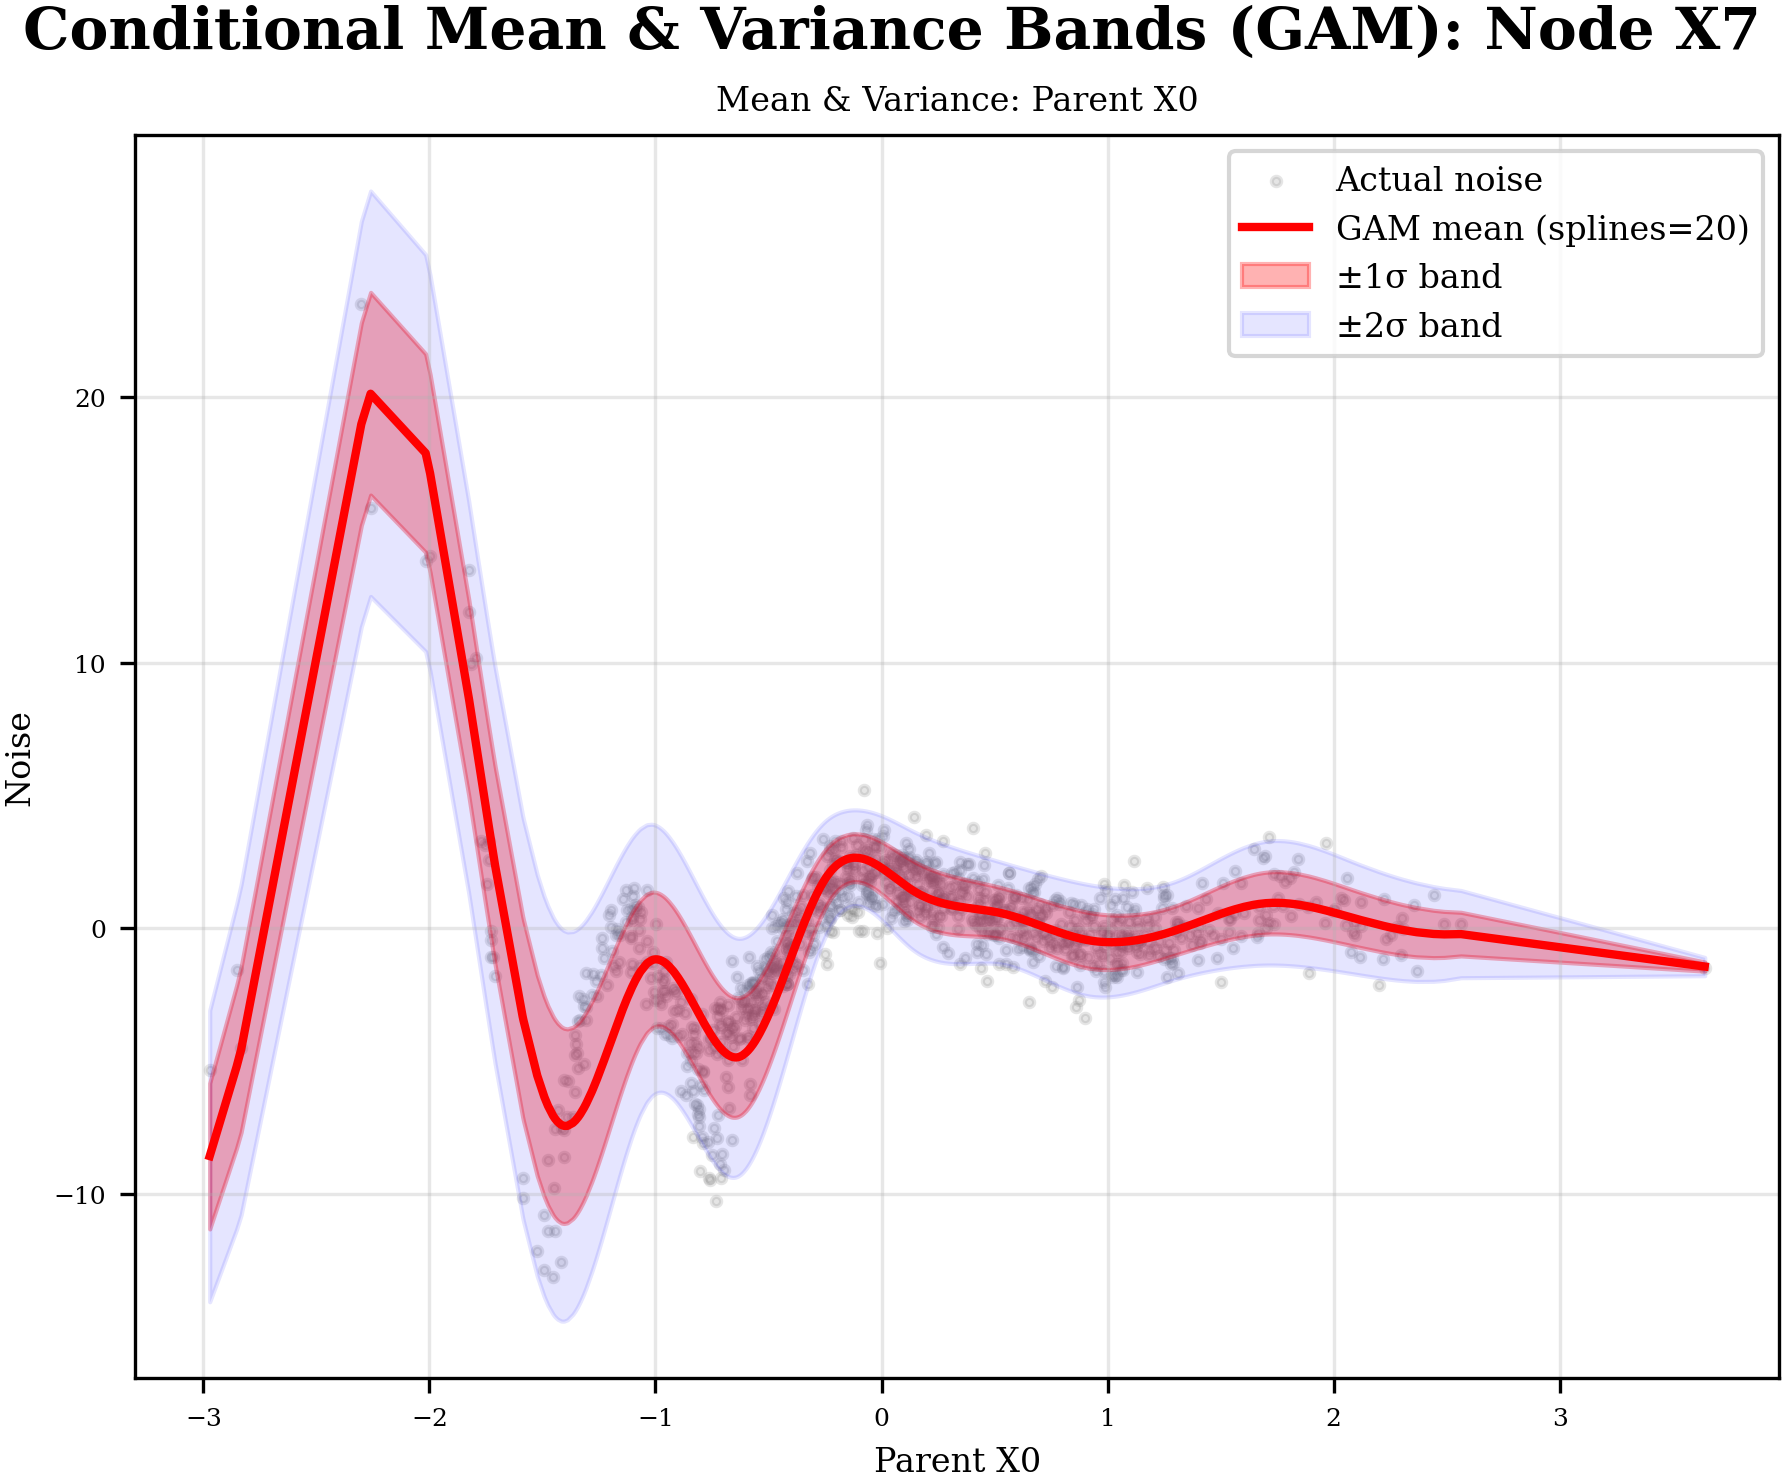 Conditional Mean & Variance Bands (GAM): Node X7
Mean & Variance: Parent X0
Actual noise
GAM mean (splines=20)
±1σ band
±2σ band
Noise
20
10
0
−10
−3
−2
−1
0
1
2
3
Parent X0